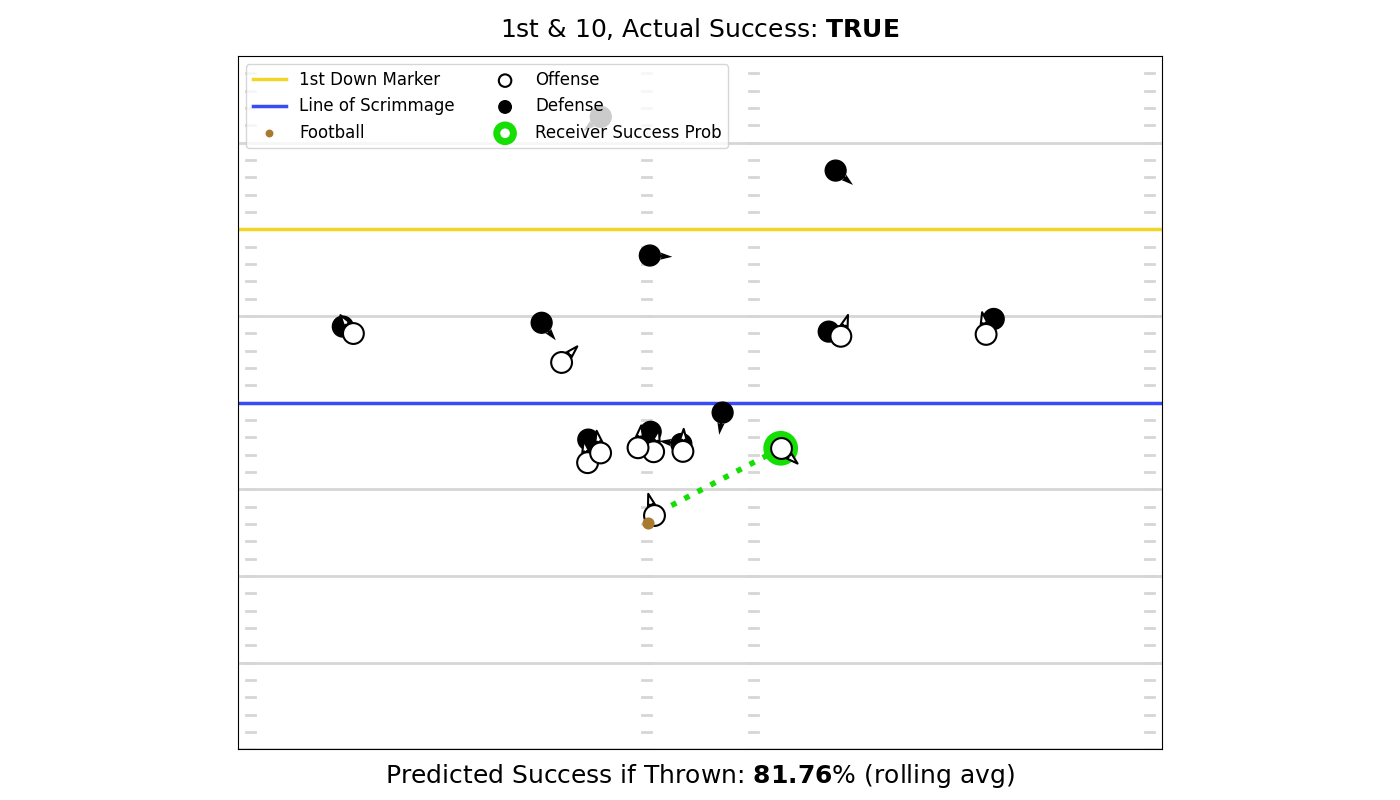 1st & 10, Actual Success: TRUE
1st Down Marker
Line of Scrimmage
Football
Offense
Defense
Receiver Success Prob
Predicted Success if Thrown: 81.76% (rolling avg)